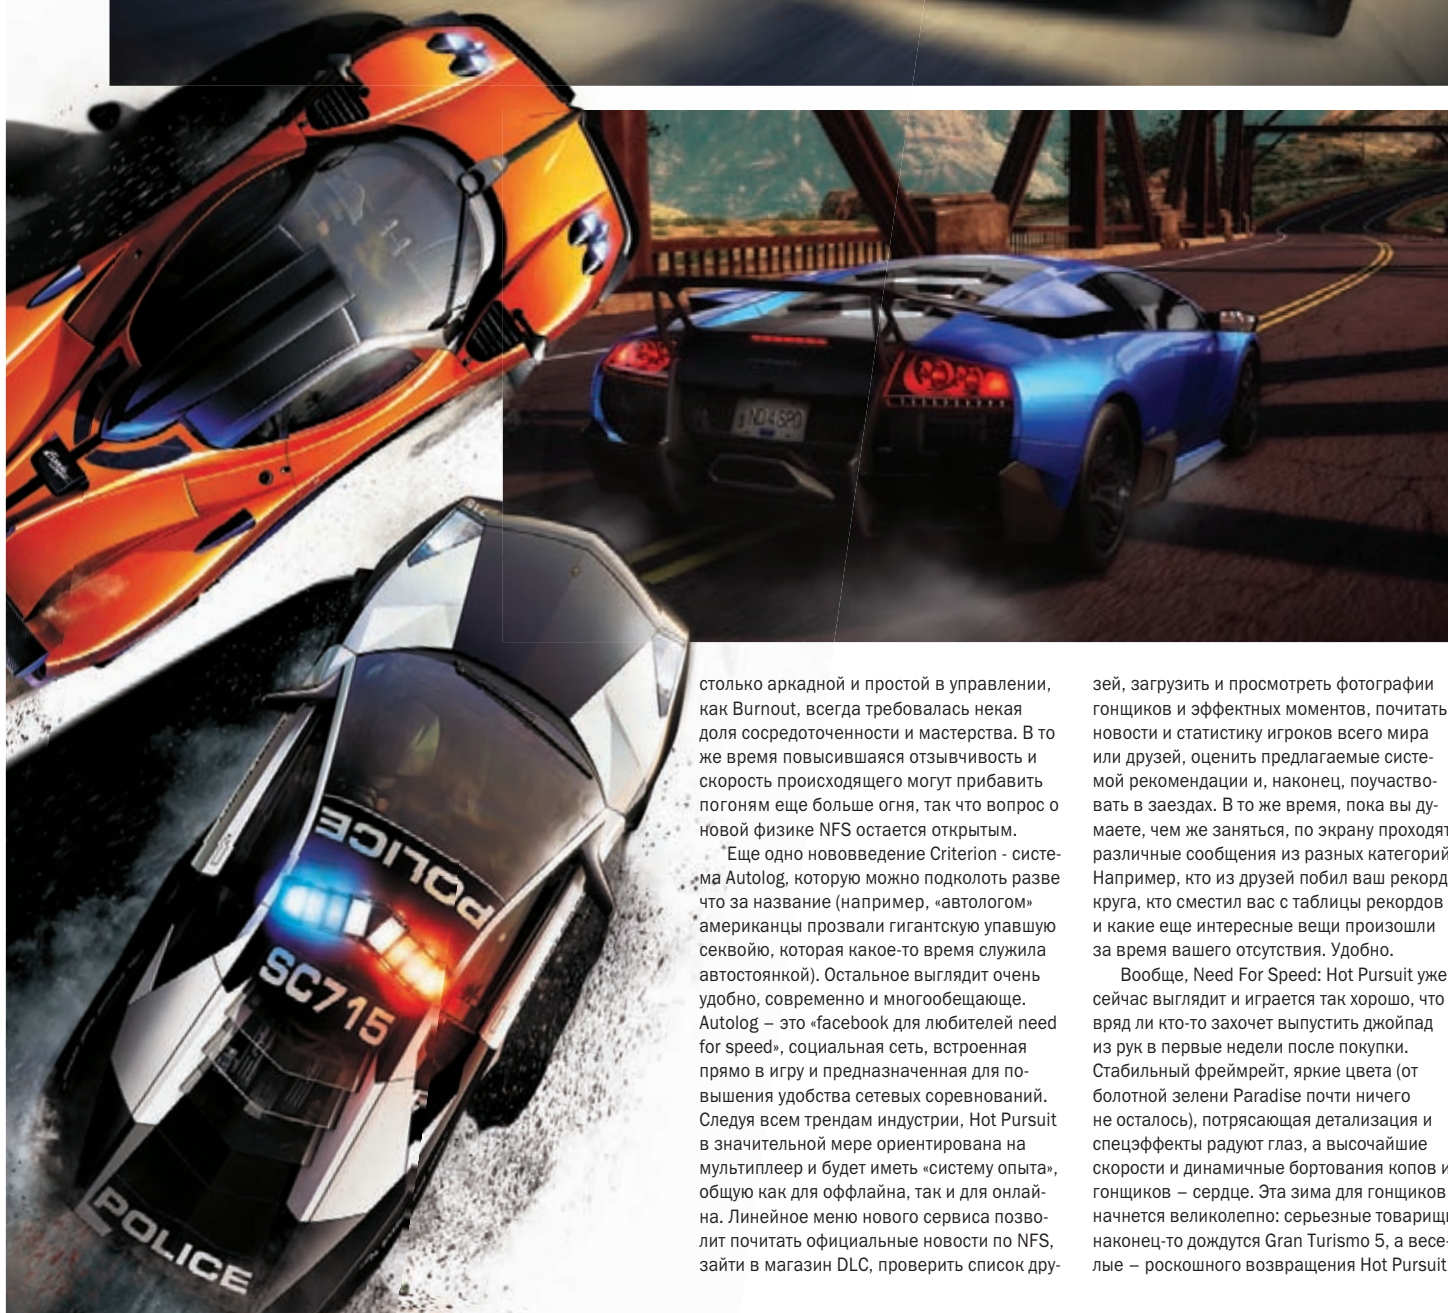 ND 4 SPD
POLICE
SC715
POLICE
столько аркадной и простой в управлении,
как Burnout, всегда требовалась некая
доля сосредоточенности и мастерства. В то
же время повысившаяся отзывчивость и
скорость происходящего могут прибавить
погоням еще больше огня, так что вопрос о
новой физике NFS остается открытым.
Еще одно нововведение Criterion - систе-
ма Autolog, которую можно подколоть разве
что за название (например, «автологом»
американцы прозвали гигантскую упавшую
секвойю, которая какое-то время служила
автостоянкой). Остальное выглядит очень
удобно, современно и многообещающе.
Autolog – это «facebook для любителей need
for speed», социальная сеть, встроенная
прямо в игру и предназначенная для по-
вышения удобства сетевых соревнований.
Следуя всем трендам индустрии, Hot Pursuit
в значительной мере ориентирована на
мультиплеер и будет иметь «систему опыта»,
общую как для оффлайна, так и для онлай-
на. Линейное меню нового сервиса позво-
лит почитать официальные новости по NFS,
зайти в магазин DLC, проверить список дру-
зей, загрузить и просмотреть фотографии
гонщиков и эффектных моментов, почитать
новости и статистику игроков всего мира
или друзей, оценить предлагаемые систе-
мой рекомендации и, наконец, поучаство-
вать в заездах. В то же время, пока вы ду-
маете, чем же заняться, по экрану проходят
различные сообщения из разных категорий
Например, кто из друзей побил ваш рекорд
круга, кто сместил вас с таблицы рекордов
и какие еще интересные вещи произошли
за время вашего отсутствия. Удобно.
Вообще, Need For Speed: Hot Pursuit уже
сейчас выглядит и играется так хорошо, что
вряд ли кто-то захочет выпустить джойпад
из рук в первые недели после покупки.
Стабильный фреймрейт, яркие цвета (от
болотной зелени Paradise почти ничего
не осталось), потрясающая детализация и
спецэффекты радуют глаз, а высочайшие
скорости и динамичные бортования копов и
гонщиков – сердце. Эта зима для гонщиков
начнется великолепно: серьезные товарищи
наконец-то дождутся Gran Turismo 5, а весе-
лые – роскошного возвращения Hot Pursuit